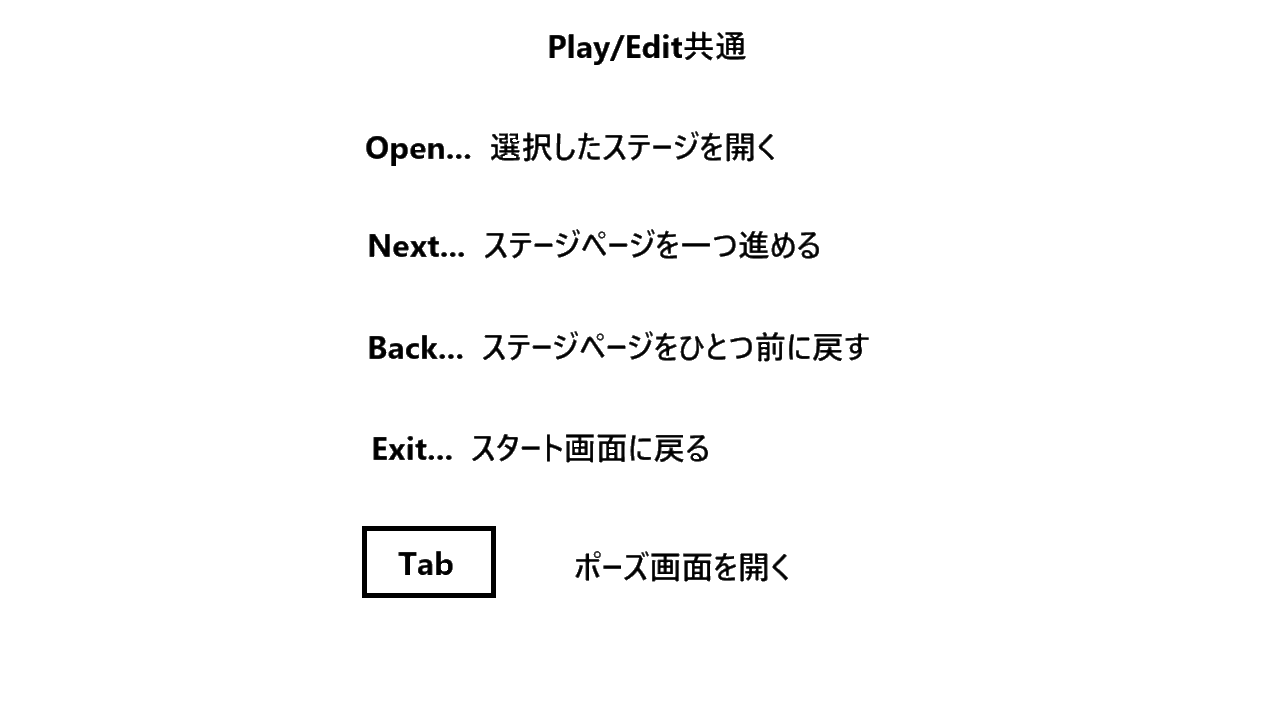 Play/Edit共通
Open... 選択したステージを開く
Next... ステージページを一つ進める
Back... ステージページをひとつ前に戻す
Exit... スタート画面に戻る
Tab ポーズ画面を開く